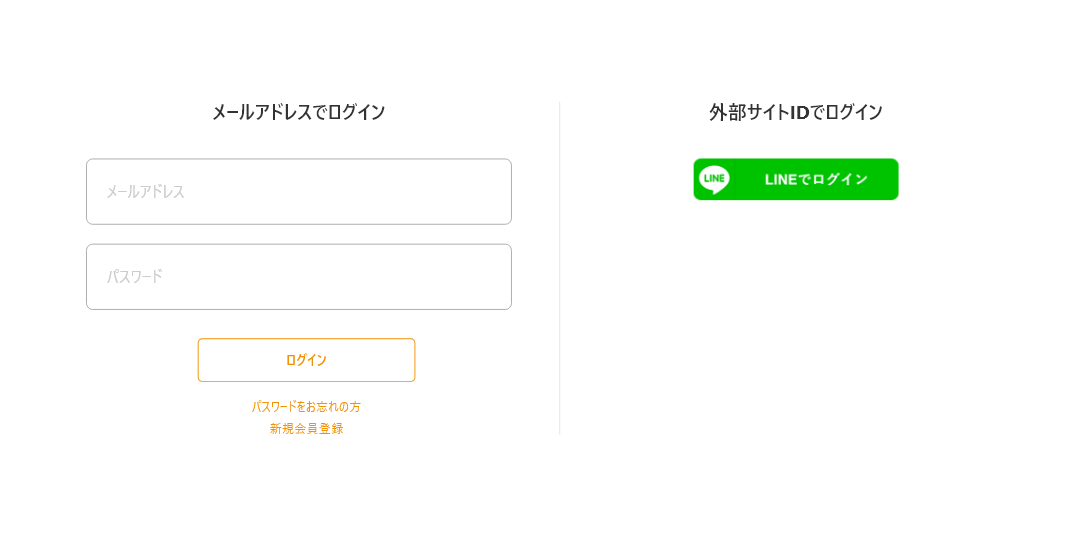 メールアドレスでログイン
メールアドレス
パスワード
ログイン
パスワードをお忘れの方
新規会員登録
外部サイトIDでログイン
LINE
LINEでログイン